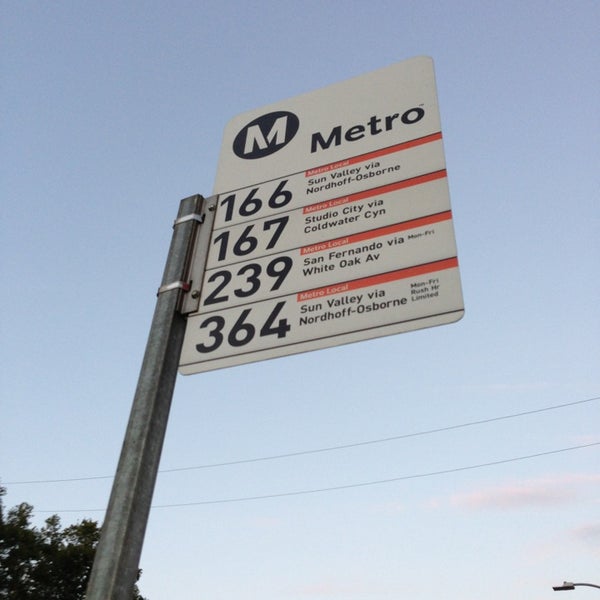 M Metro™
Metro Local
166 Sun Valley via
Nordhoff-Osborne
Metro Local
167 Studio City via
Coldwater Cyn
Metro Local
239 San Fernando via Mon-Fri
White Oak Av
Metro Local
364 Sun Valley via Mon-Fri
Nordhoff-Osborne Rush Hr
Limited